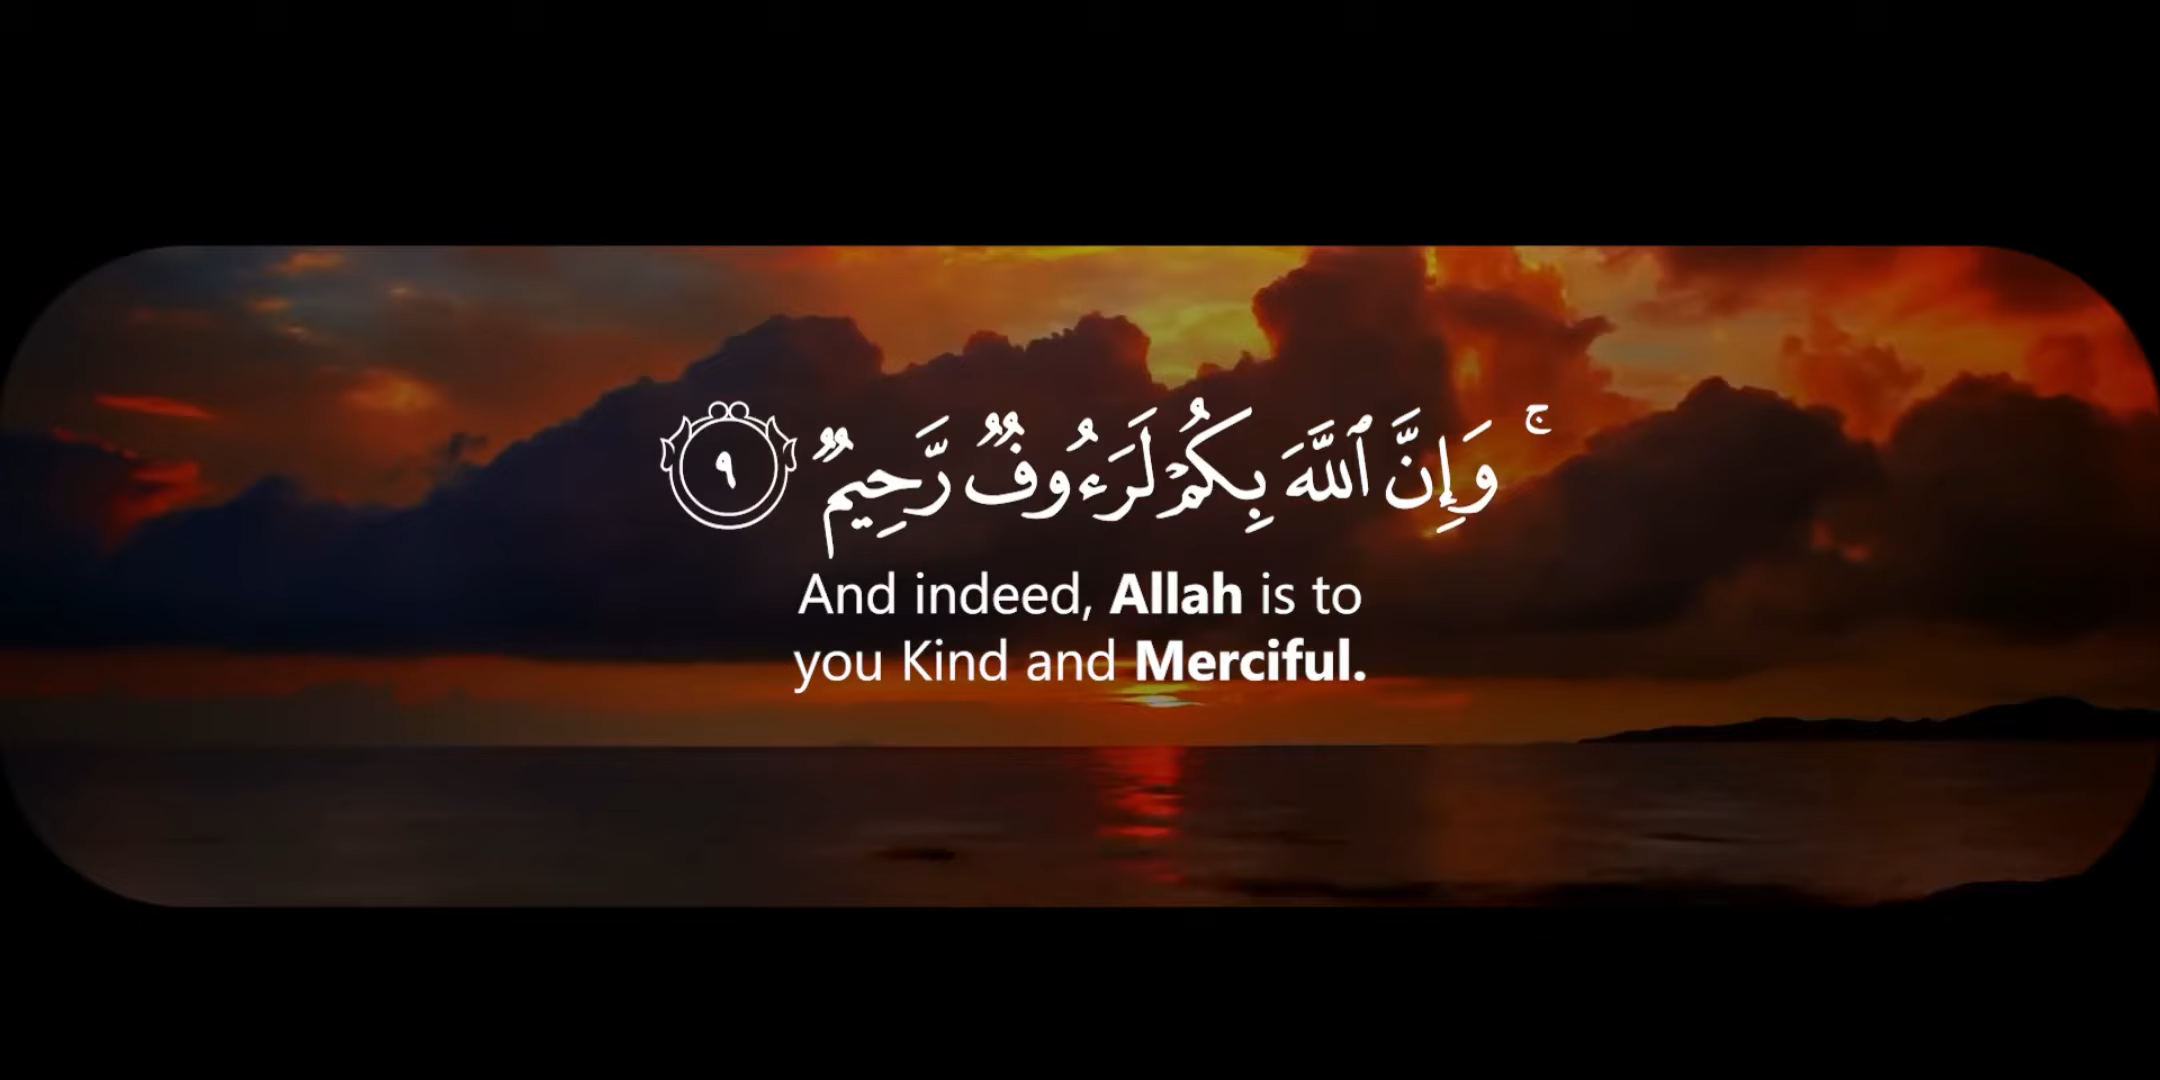 ۚ وَإِنَّ ٱللَّهَ بِكُمْ لَرَءُوفٌ رَّحِيمٌ ٩
And indeed, Allah is to
you Kind and Merciful.